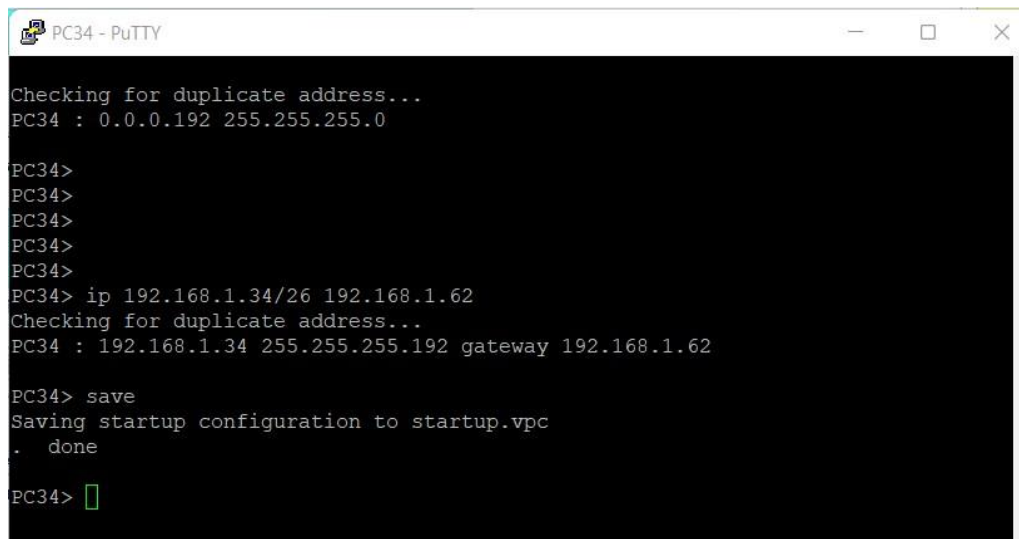 PC34 - PuTTY
Checking for duplicate address...
PC34 : 0.0.0.192 255.255.255.0
PC34>
PC34>
PC34>
PC34>
PC34>
PC34> ip 192.168.1.34/26 192.168.1.62
Checking for duplicate address...
PC34 : 192.168.1.34 255.255.255.192 gateway 192.168.1.62
PC34> save
Saving startup configuration to startup.vpc
.  done
PC34>